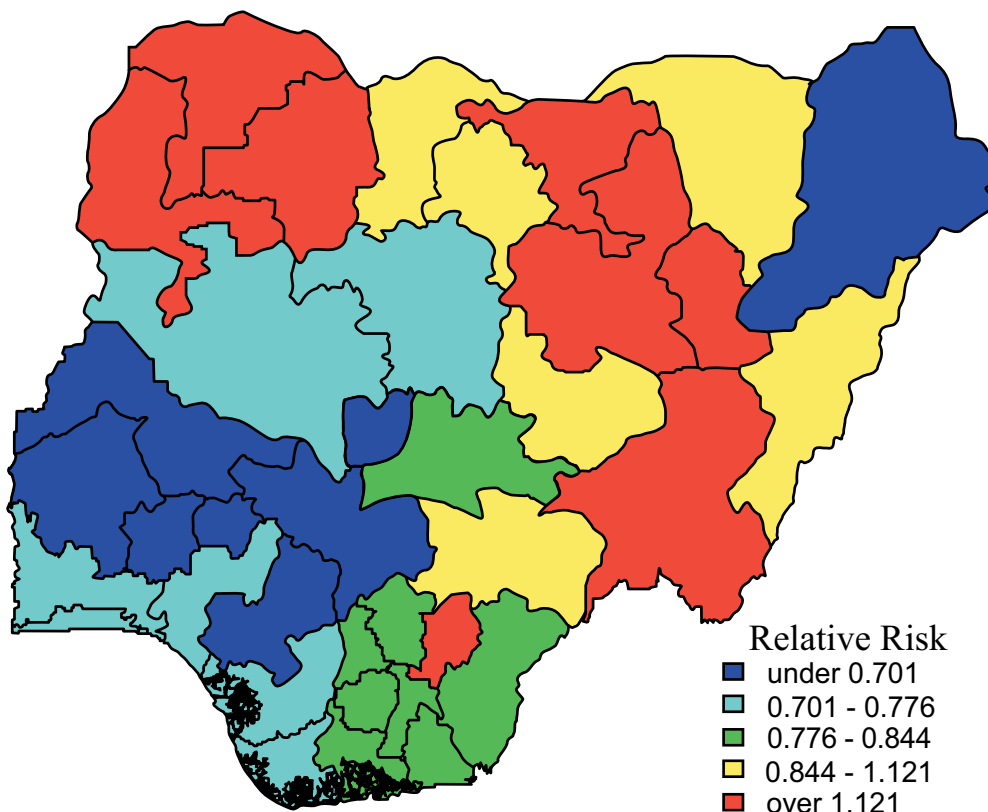 Relative Risk
under 0.701
0.701 - 0.776
0.776 - 0.844
0.844 - 1.121
over 1.121